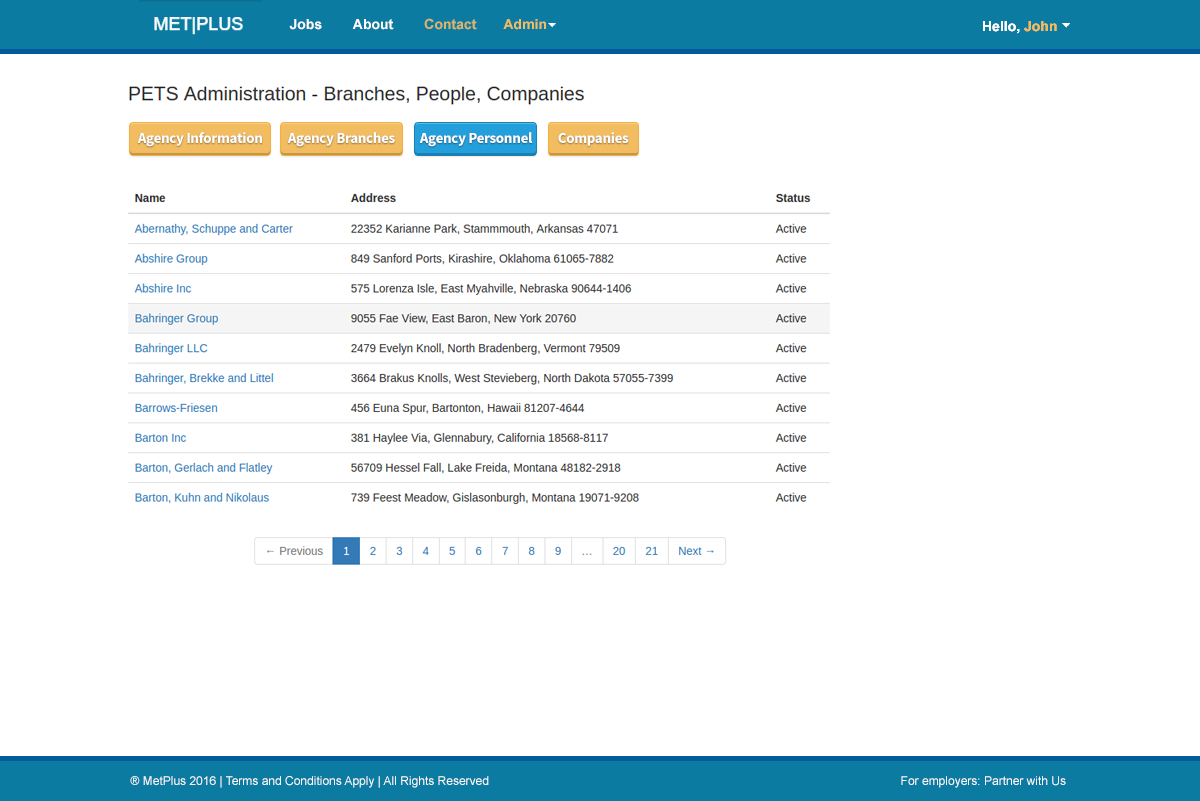 MET|PLUS Jobs About Contact Admin Hello, John
PETS Administration - Branches, People, Companies
Agency Information Agency Branches Agency Personnel Companies
Name Address Status
Abernathy, Schuppe and Carter 22352 Karianne Park, Stammmouth, Arkansas 47071 Active
Abshire Group 849 Sanford Ports, Kirashire, Oklahoma 61065-7882 Active
Abshire Inc 575 Lorenza Isle, East Myahville, Nebraska 90644-1406 Active
Bahringer Group 9055 Fae View, East Baron, New York 20760 Active
Bahringer LLC 2479 Evelyn Knoll, North Bradenberg, Vermont 79509 Active
Bahringer, Brekke and Littel 3664 Brakus Knolls, West Stevieberg, North Dakota 57055-7399 Active
Barrows-Friesen 456 Euna Spur, Bartonton, Hawaii 81207-4644 Active
Barton Inc 381 Haylee Via, Glennabury, California 18568-8117 Active
Barton, Gerlach and Flatley 56709 Hessel Fall, Lake Freida, Montana 48182-2918 Active
Barton, Kuhn and Nikolaus 739 Feest Meadow, Gislasonburgh, Montana 19071-9208 Active
← Previous 1 2 3 4 5 6 7 8 9 … 20 21 Next →
® MetPlus 2016 | Terms and Conditions Apply | All Rights Reserved For employers: Partner with Us